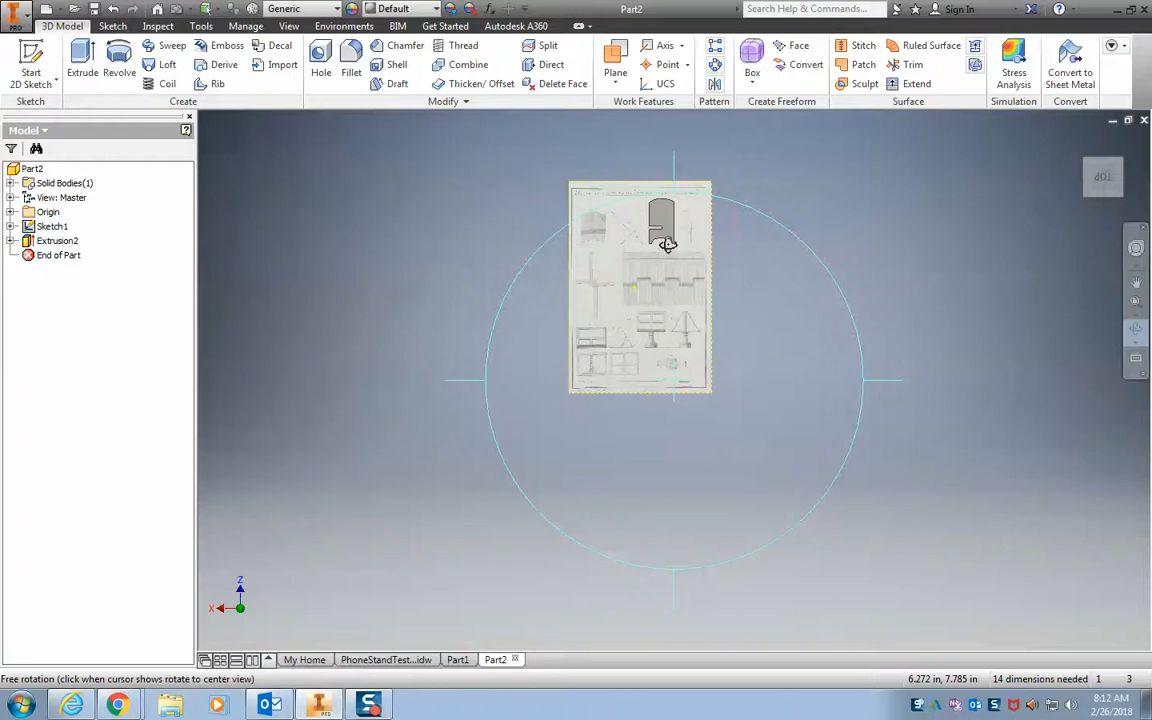 PRO Generic Default Part2 Search Help & Commands... Sign In
3D Model Sketch Inspect Tools Manage View Environments BIM Get Started Autodesk A360
Start 2D Sketch Extrude Revolve Sweep Emboss Decal Hole Fillet Chamfer Thread Split Plane Axis Box Face Stitch Ruled Surface Stress Analysis Convert to Sheet Metal
Loft Derive Import Shell Combine Direct Point Convert Patch Trim
Coil Rib Draft Thicken/ Offset Delete Face UCS Sculpt Extend
Sketch Create Modify Work Features Pattern Create Freeform Surface Simulation Convert
Model
Part2
Solid Bodies(1)
View: Master
Origin
Sketch1
Extrusion2
End of Part
TOP
Z
X
My Home PhoneStandTest...idw Part1 Part2
Free rotation (click when cursor shows rotate to center view) 6.272 in, 7.785 in 14 dimensions needed 1 3
8:12 AM
2/26/2018